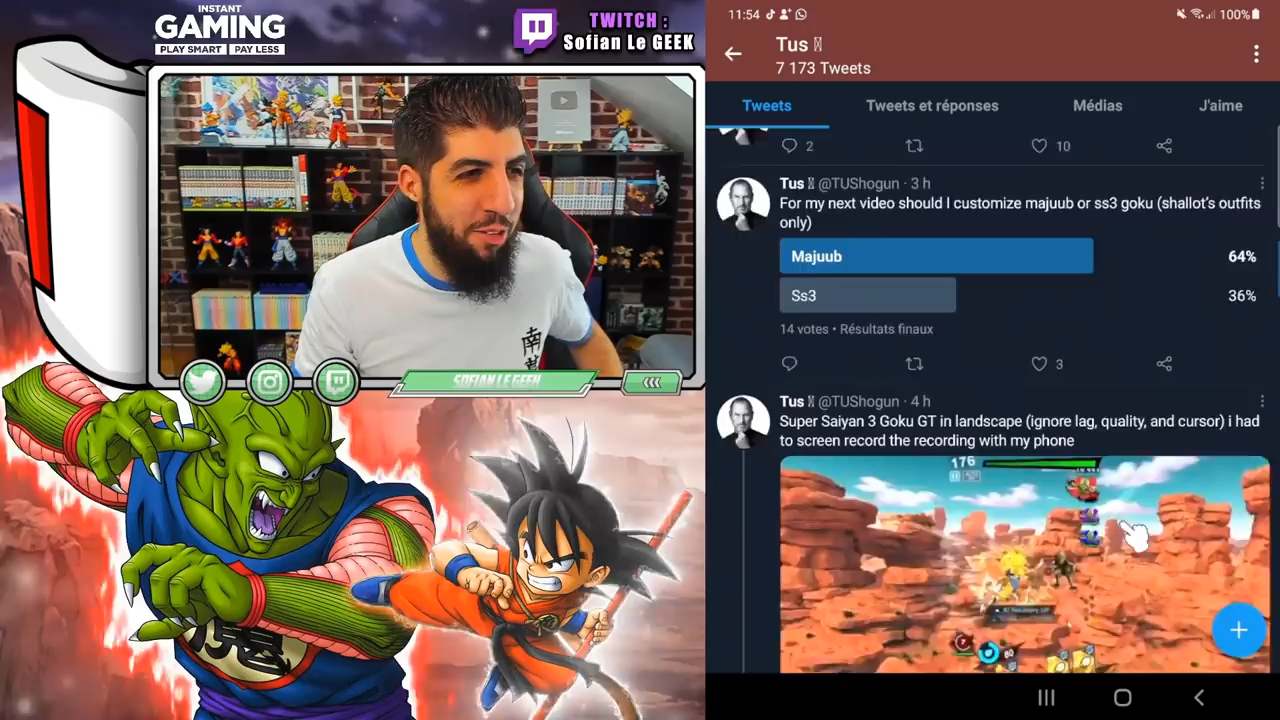 INSTANT
GAMING
PLAY SMART | PAY LESS
TWITCH :
Sofian Le GEEK
SOFIAN LE GEEK
11:54
100%
Tus
7 173 Tweets
Tweets
Tweets et réponses
Médias
J'aime
2
10
Tus @TUShogun · 3 h
For my next video should I customize majuub or ss3 goku (shallot's outfits
only)
Majuub 64%
Ss3 36%
14 votes • Résultats finaux
3
Tus @TUShogun · 4 h
Super Saiyan 3 Goku GT in landscape (ignore lag, quality, and cursor) i had
to screen record the recording with my phone
176
80